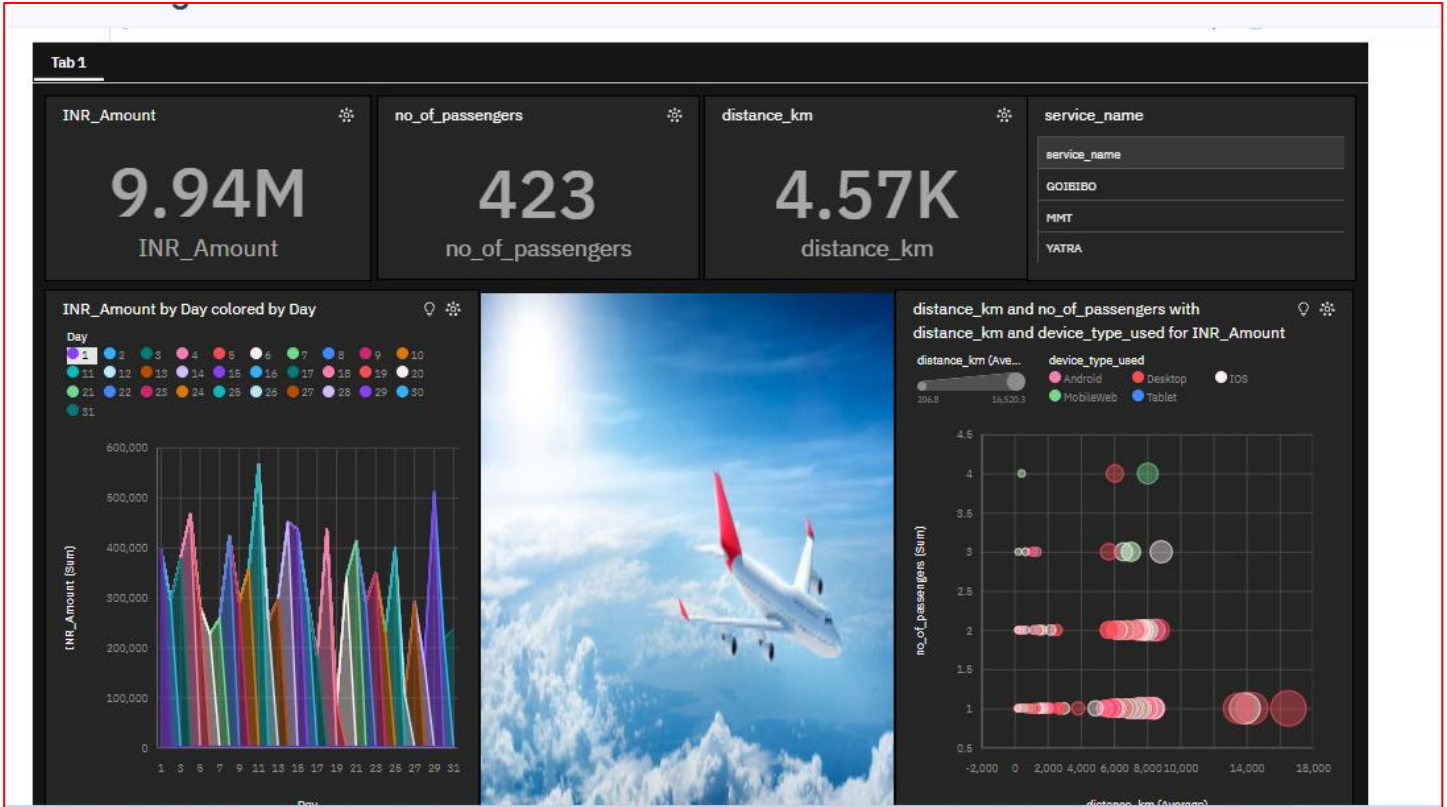 Tab 1
INR_Amount
9.94M
INR_Amount
no_of_passengers
423
no_of_passengers
distance_km
4.57K
distance_km
service_name
service_name
GOIBIBO
MMT
YATRA
INR_Amount by Day colored by Day
Day
1 2 3 4 5 6 7 8 9 10
11 12 13 14 15 16 17 18 19 20
21 22 23 24 25 26 27 28 29 30
31
INR_Amount (Sum)
600,000
500,000
400,000
300,000
200,000
100,000
0
1 3 5 7 9 11 13 15 17 19 21 23 25 27 29 31
Day
distance_km and no_of_passengers with
distance_km and device_type_used for INR_Amount
distance_km (Ave...
206.8 16,520.3
device_type_used
Android Desktop IOS
MobileWeb Tablet
no_of_passengers (Sum)
4.5
4
3.5
3
2.5
2
1.5
1
0.5
-2,000 0 2,000 4,000 6,000 8,000 10,000 14,000 18,000
distance_km (Average)